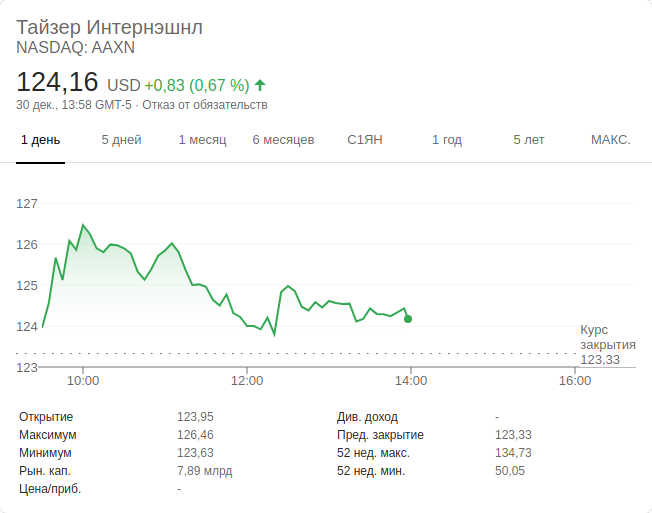 Тайзер Интернэшнл
NASDAQ: AAXN
124,16 USD +0,83 (0,67 %)
30 дек., 13:58 GMT-5 · Отказ от обязательств
1 день 5 дней 1 месяц 6 месяцев С1ЯН 1 год 5 лет МАКС.
127
126
125
124
123
Курс
закрытия
123,33
10:00 12:00 14:00 16:00
Открытие 123,95 Див. доход -
Максимум 126,46 Пред. закрытие 123,33
Минимум 123,63 52 нед. макс. 134,73
Рын. кап. 7,89 млрд 52 нед. мин. 50,05
Цена/приб. -